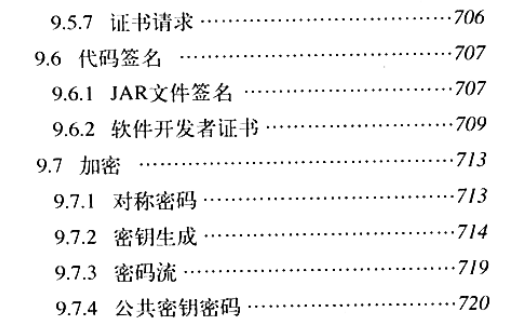 9.5.7 证书请求 ………………………… 706
9.6 代码签名 ………………………… 707
9.6.1 JAR文件签名 ………………………… 707
9.6.2 软件开发者证书 ………………………… 709
9.7 加密 ………………………… 713
9.7.1 对称密码 ………………………… 713
9.7.2 密钥生成 ………………………… 714
9.7.3 密码流 ………………………… 719
9.7.4 公共密钥密码 ………………………… 720